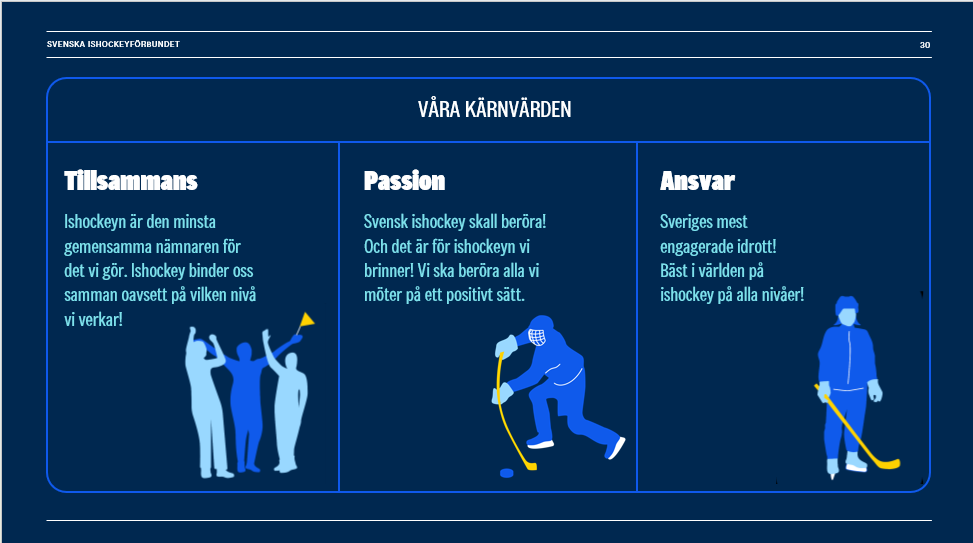 SVENSKA ISHOCKEYFÖRBUNDET
30
VÅRA KÄRNVÄRDEN
Tillsammans
Ishockeyn är den minsta
gemensamma nämnaren för
det vi gör. Ishockey binder oss
samman oavsett på vilken nivå
vi verkar!
Passion
Svensk ishockey skall beröra!
Och det är för ishockeyn vi
brinner! Vi ska beröra alla vi
möter på ett positivt sätt.
Ansvar
Sveriges mest
engagerade idrott!
Bäst i världen på
ishockey på alla nivåer!